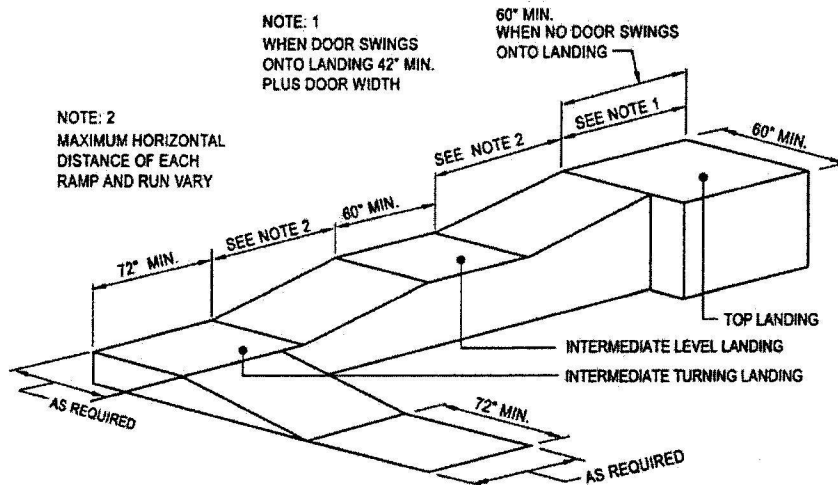 NOTE: 1
WHEN DOOR SWINGS
ONTO LANDING 42" MIN.
PLUS DOOR WIDTH
60" MIN.
WHEN NO DOOR SWINGS
ONTO LANDING
NOTE: 2
MAXIMUM HORIZONTAL
DISTANCE OF EACH
RAMP AND RUN VARY
SEE NOTE 1
60" MIN.
SEE NOTE 2
60" MIN.
SEE NOTE 2
72" MIN.
TOP LANDING
INTERMEDIATE LEVEL LANDING
INTERMEDIATE TURNING LANDING
AS REQUIRED
72" MIN.
AS REQUIRED